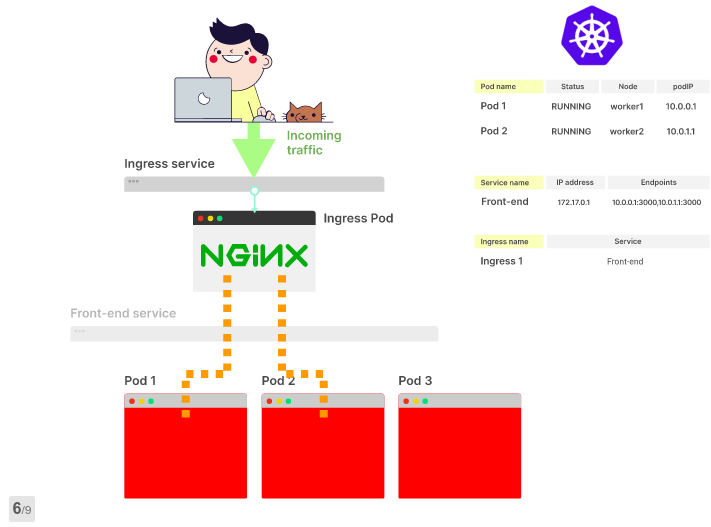 Incoming
traffic
Ingress service
***
Ingress Pod
NGINX
Front-end service
***
Pod 1
Pod 2
Pod 3
6/9
Pod name Status Node podIP
Pod 1 RUNNING worker1 10.0.0.1
Pod 2 RUNNING worker2 10.0.1.1
Service name IP address Endpoints
Front-end 172.17.0.1 10.0.0.1:3000,10.0.1.1:3000
Ingress name Service
Ingress 1 Front-end